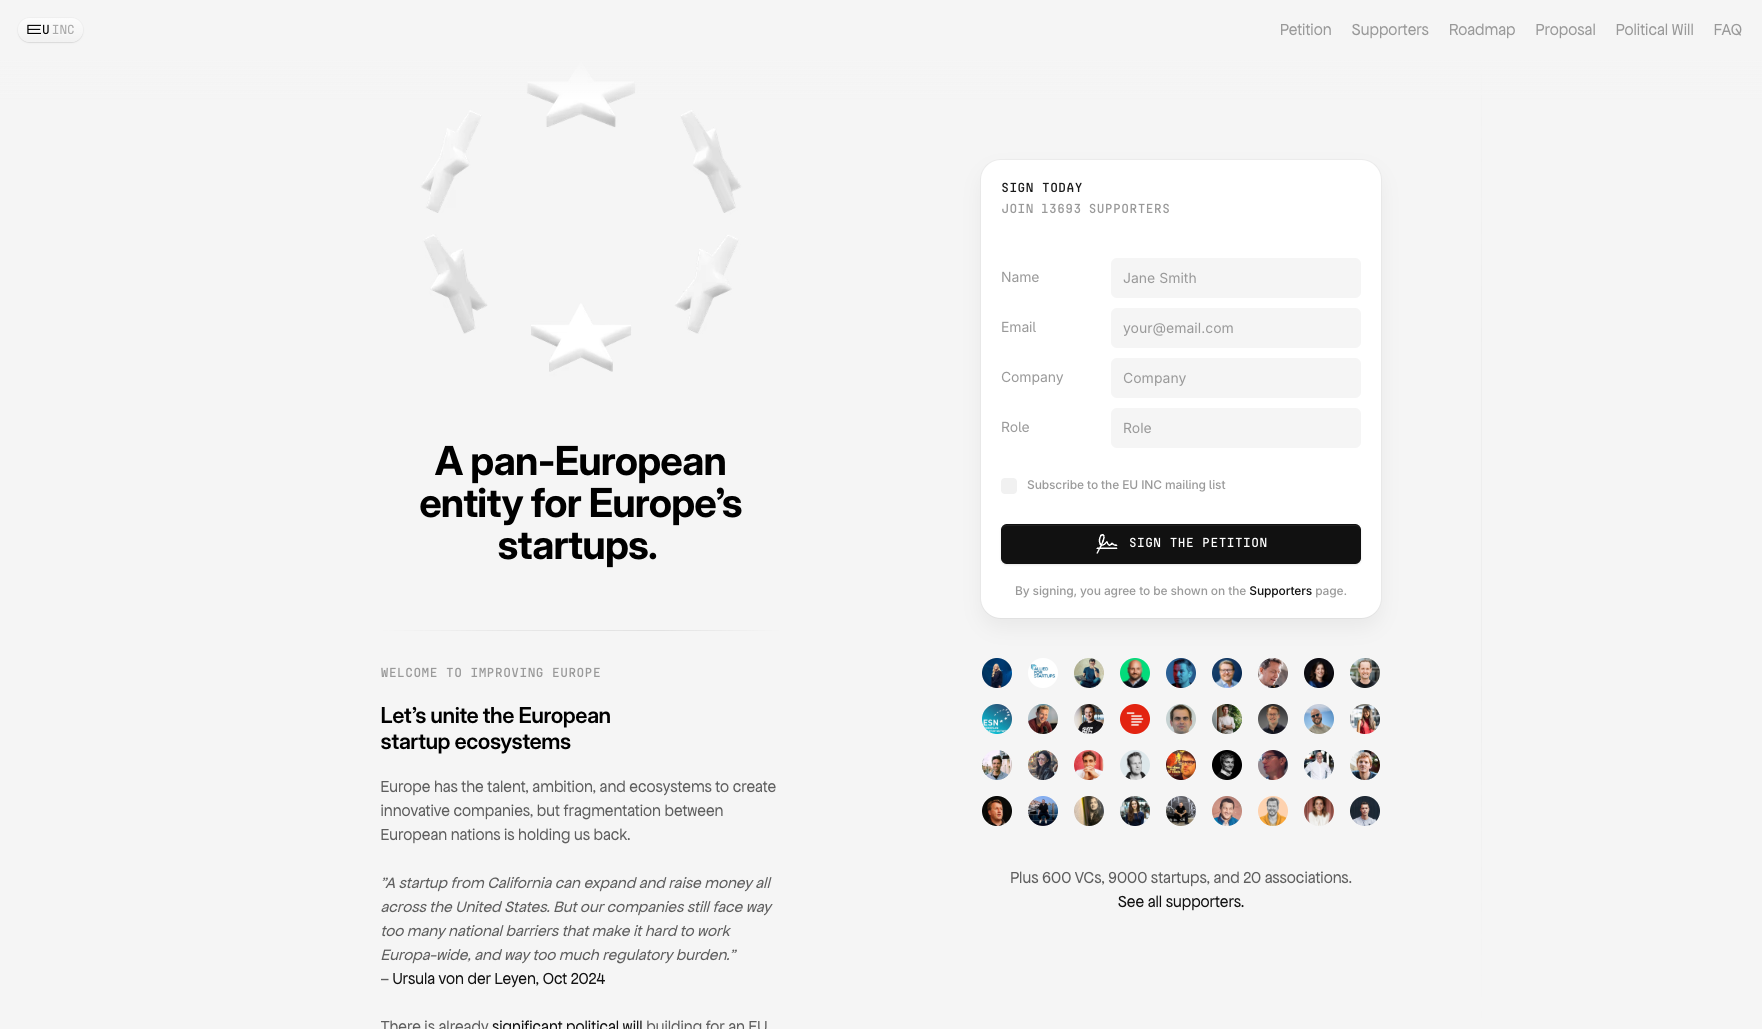 EU INC
Petition
Supporters
Roadmap
Proposal
Political Will
FAQ
A pan-European
entity for Europe’s
startups.
WELCOME TO IMPROVING EUROPE
Let’s unite the European
startup ecosystems
Europe has the talent, ambition, and ecosystems to create
innovative companies, but fragmentation between
European nations is holding us back.
”A startup from California can expand and raise money all
across the United States. But our companies still face way
too many national barriers that make it hard to work
Europa-wide, and way too much regulatory burden.”
– Ursula von der Leyen, Oct 2024
There is already significant political will building for an EU
SIGN TODAY
JOIN 13693 SUPPORTERS
Name
Jane Smith
Email
your@email.com
Company
Company
Role
Role
Subscribe to the EU INC mailing list
SIGN THE PETITION
By signing, you agree to be shown on the Supporters page.
ALLIED
FOR
STARTUPS
ESN
Plus 600 VCs, 9000 startups, and 20 associations.
See all supporters.